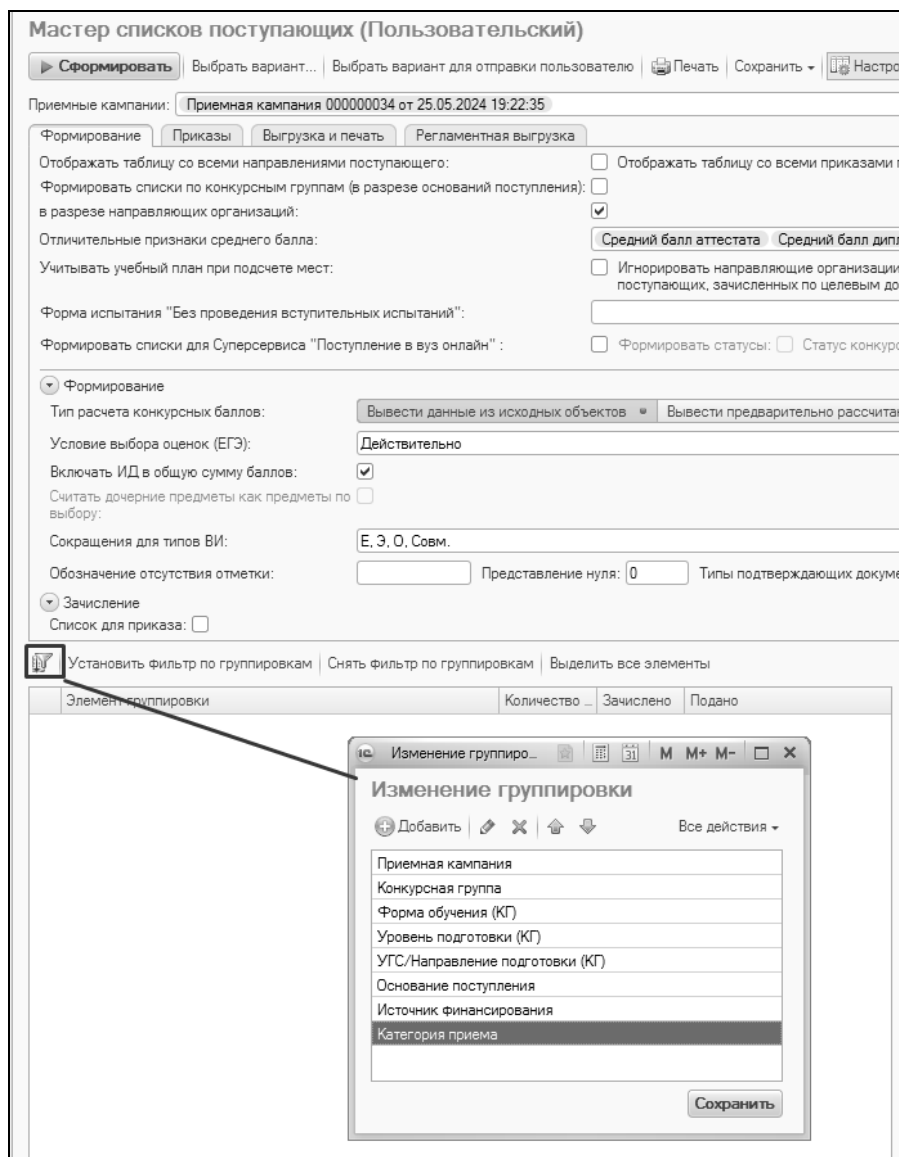 Мастер списков поступающих (Пользовательский)
Сформировать Выбрать вариант... Выбрать вариант для отправки пользователю Печать Сохранить Настро
Приемные кампании: Приемная кампания 000000034 от 25.05.2024 19:22:35
Формирование Приказы Выгрузка и печать Регламентная выгрузка
Отображать таблицу со всеми направлениями поступающего: Отображать таблицу со всеми приказами
Формировать списки по конкурсным группам (в разрезе оснований поступления):
в разрезе направляющих организаций:
Отличительные признаки среднего балла: Средний балл аттестата Средний балл дипл
Учитывать учебный план при подсчете мест: Игнорировать направляющие организации
поступающих, зачисленных по целевым до
Форма испытания "Без проведения вступительных испытаний":
Формировать списки для Суперсервиса "Поступление в вуз онлайн" : Формировать статусы: Статус конкурс
Формирование
Тип расчета конкурсных баллов: Вывести данные из исходных объектов Вывести предварительно рассчита
Условие выбора оценок (ЕГЭ): Действительно
Включать ИД в общую сумму баллов:
Считать дочерние предметы как предметы по
выбору:
Сокращения для типов ВИ: Е, Э, О, Совм.
Обозначение отсутствия отметки: Представление нуля: 0 Типы подтверждающих докуме
Зачисление
Список для приказа:
Установить фильтр по группировкам Снять фильтр по группировкам Выделить все элементы
Элемент группировки Количество ... Зачислено Подано
1С Изменение группиро... 31 M M+ M-
Изменение группировки
Добавить Все действия
Приемная кампания
Конкурсная группа
Форма обучения (КГ)
Уровень подготовки (КГ)
УГС/Направление подготовки (КГ)
Основание поступления
Источник финансирования
Категория приема
Сохранить